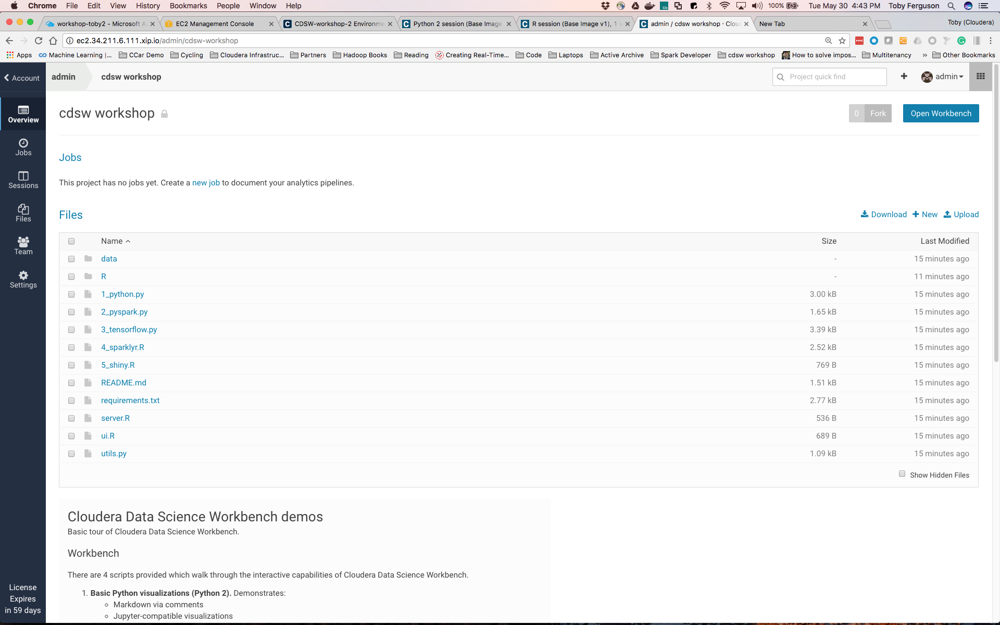 Chrome File Edit View History Bookmarks People Window Help 100% Tue May 30 4:43 PM Toby Ferguson
workshop-toby2 - Microsoft A EC2 Management Console CDSW-workshop-2 Environme Python 2 session (Base Image R session (Base Image v1), 1 admin / cdsw workshop · Clou New Tab Toby (Cloudera)
ec2.34.211.6.111.xip.io/admin/cdsw-workshop
Apps Machine Learning |... CCar Demo Cycling Cloudera Infrastruc... Partners Hadoop Books Reading Creating Real-Time... Code Laptops Active Archive Spark Developer cdsw workshop How to solve impos... Multitenancy » Other Bookmarks
Account admin cdsw workshop Project quick find + admin
cdsw workshop 0 Fork Open Workbench
Overview
Jobs
Sessions
Files
Team
Settings
License
Expires
in 59 days
Jobs
This project has no jobs yet. Create a new job to document your analytics pipelines.
Files Download New Upload
Name Size Last Modified
data - 15 minutes ago
R - 11 minutes ago
1_python.py 3.00 kB 15 minutes ago
2_pyspark.py 1.65 kB 15 minutes ago
3_tensorflow.py 3.39 kB 15 minutes ago
4_sparklyr.R 2.52 kB 15 minutes ago
5_shiny.R 769 B 15 minutes ago
README.md 1.51 kB 15 minutes ago
requirements.txt 2.77 kB 15 minutes ago
server.R 536 B 15 minutes ago
ui.R 689 B 15 minutes ago
utils.py 1.09 kB 15 minutes ago
Show Hidden Files
Cloudera Data Science Workbench demos
Basic tour of Cloudera Data Science Workbench.
Workbench
There are 4 scripts provided which walk through the interactive capabilities of Cloudera Data Science Workbench.
1. Basic Python visualizations (Python 2). Demonstrates:
Markdown via comments
Jupyter-compatible visualizations